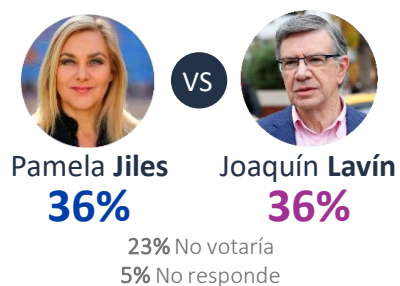 VS
Pamela Jiles Joaquín Lavín
36% 36%
23% No votaría
5% No responde